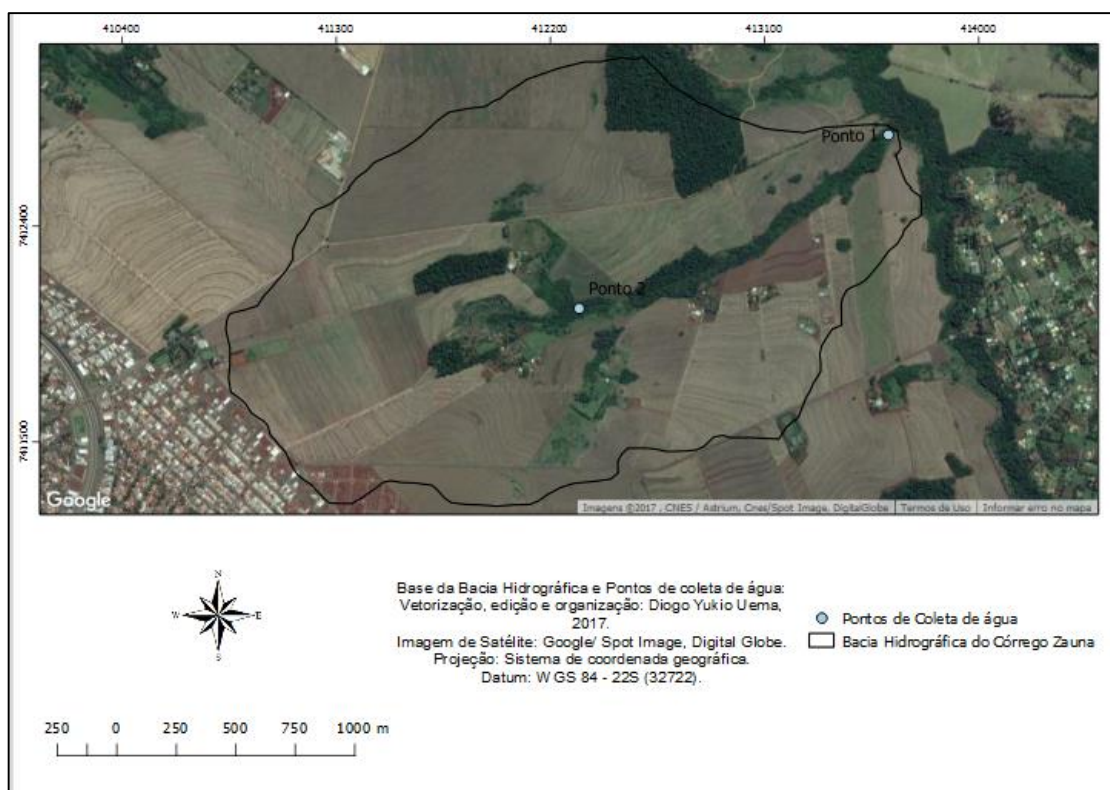 410400 411300 412200 413100 414000
7412400
7411500
Ponto 1
Ponto 2
Google
Imagens ©2017 , CNES / Astrium, Cnes/Spot Image, DigitalGlobe Termos de Uso Informar erro no mapa
N
W E
S
Base da Bacia Hidrográfica e Pontos de coleta de água:
Vetorização, edição e organização: Diogo Yukio Uema,
2017.
Imagem de Satélite: Google/ Spot Image, Digital Globe.
Projeção: Sistema de coordenada geográfica.
Datum: WGS 84 - 22S (32722).
Pontos de Coleta de água
Bacia Hidrográfica do Córrego Zauna
250 0 250 500 750 1000 m